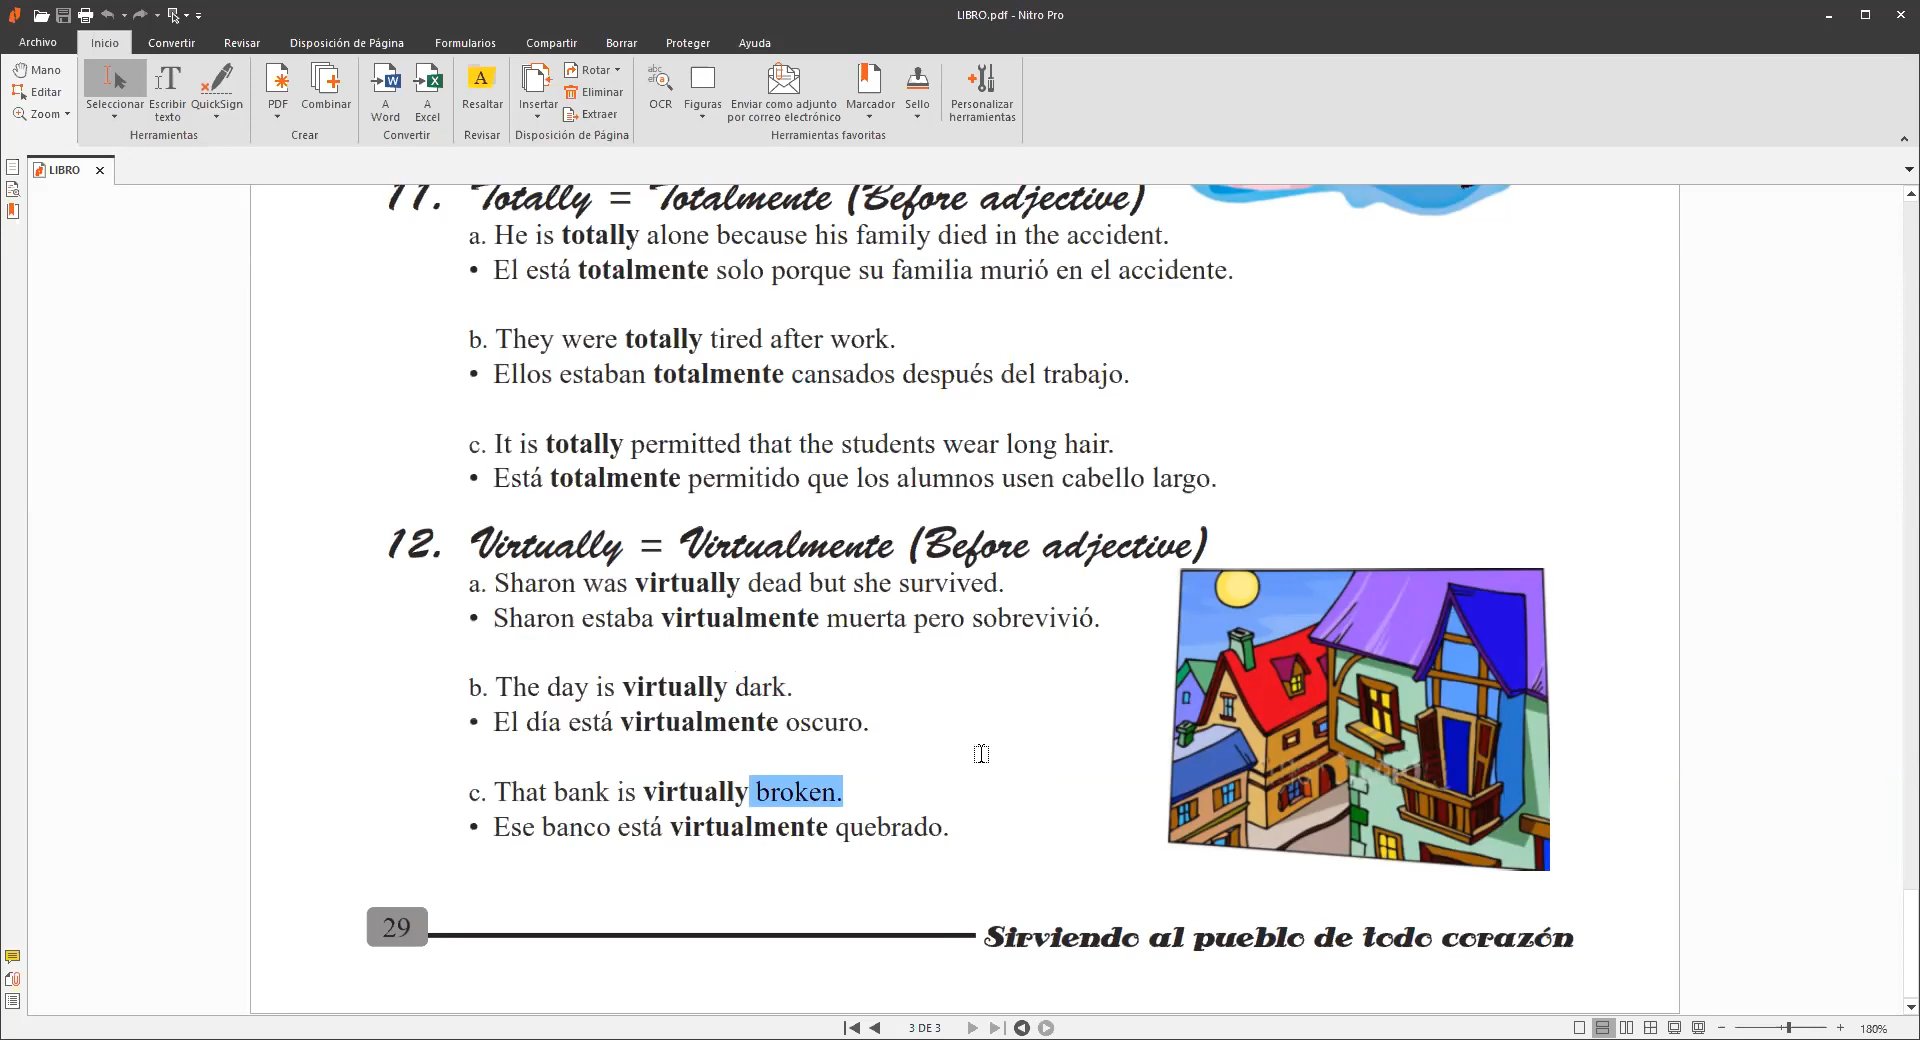 LIBRO.pdf - Nitro Pro
Archivo Inicio Convertir Revisar Disposición de Página Formularios Compartir Borrar Proteger Ayuda
Mano
Editar
Zoom
Seleccionar
Escribir texto
QuickSign
Herramientas
PDF
Combinar
Crear
A Word
A Excel
Convertir
Resaltar
Revisar
Insertar
Rotar
Eliminar
Extraer
Disposición de Página
OCR
Figuras
Enviar como adjunto
por correo electrónico
Marcador
Sello
Herramientas favoritas
Personalizar
herramientas
LIBRO
11. Totally = Totalmente (Before adjective)
a. He is totally alone because his family died in the accident.
• El está totalmente solo porque su familia murió en el accidente.
b. They were totally tired after work.
• Ellos estaban totalmente cansados después del trabajo.
c. It is totally permitted that the students wear long hair.
• Está totalmente permitido que los alumnos usen cabello largo.
12. Virtually = Virtualmente (Before adjective)
a. Sharon was virtually dead but she survived.
• Sharon estaba virtualmente muerta pero sobrevivió.
b. The day is virtually dark.
• El día está virtualmente oscuro.
c. That bank is virtually broken.
• Ese banco está virtualmente quebrado.
29
Sirviendo al pueblo de todo corazón
3 DE 3
180%